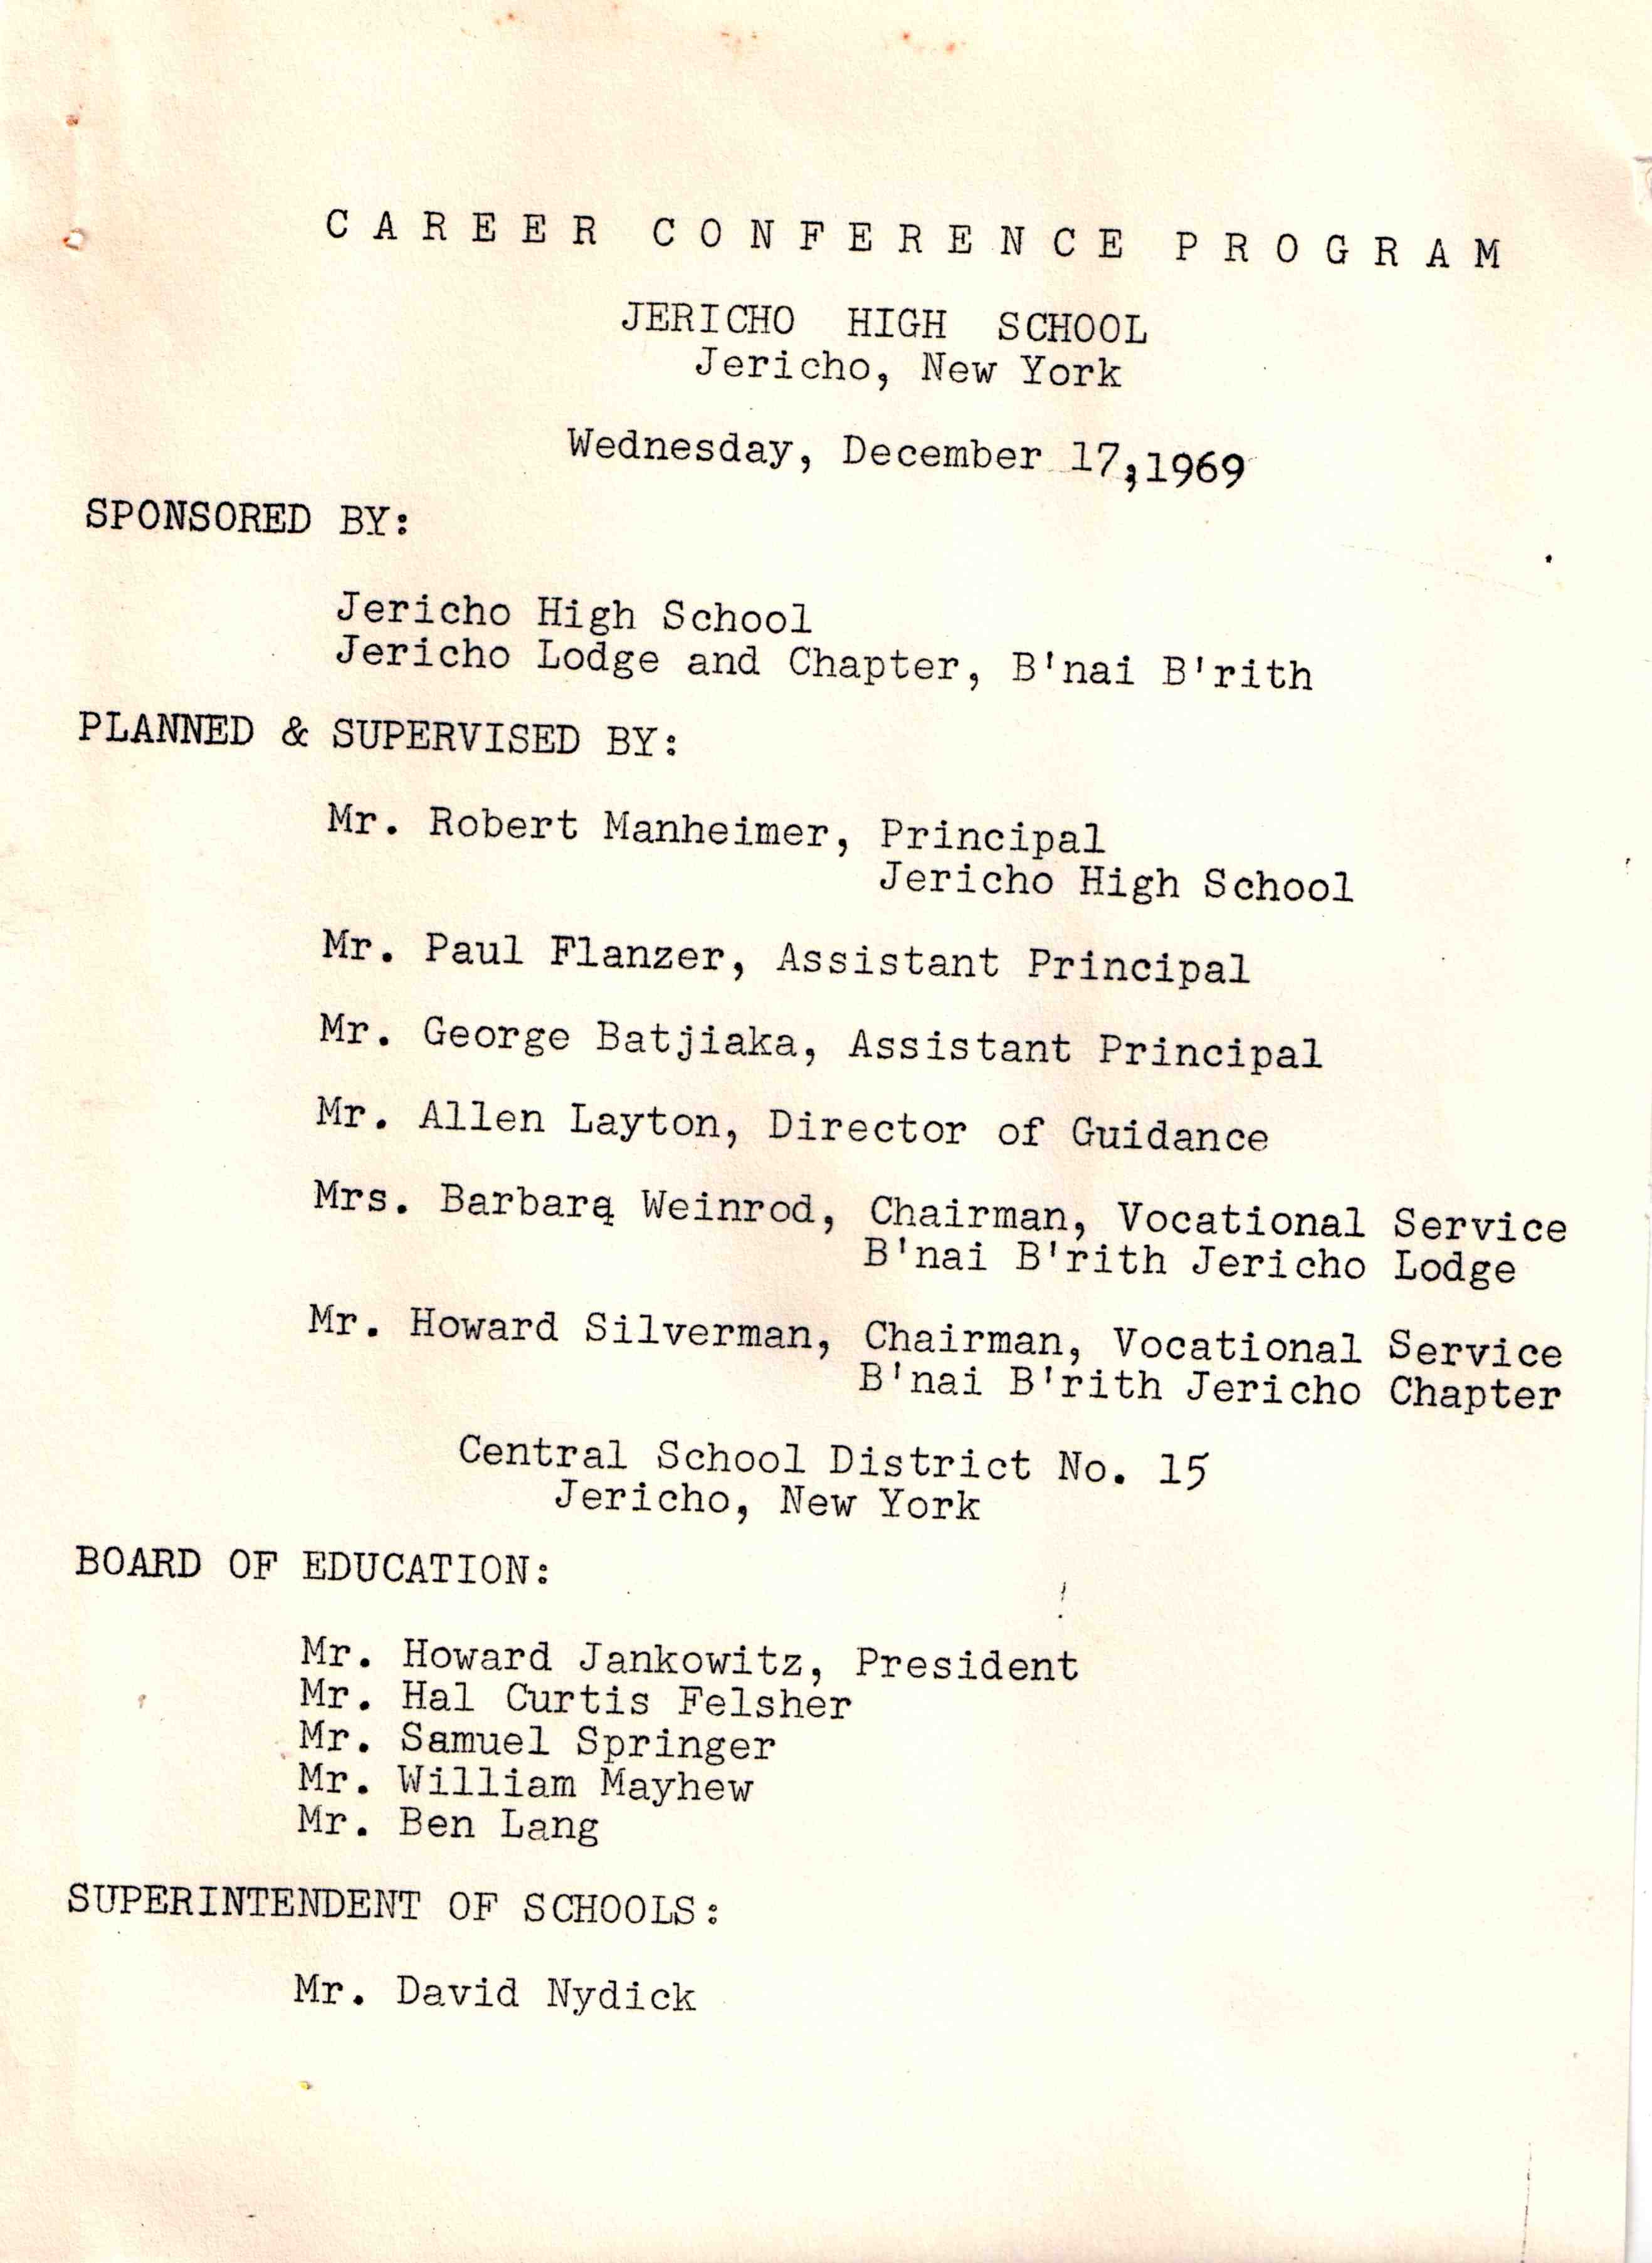 CAREER CONFERENCE PROGRAM
JERICHO HIGH SCHOOL
Jericho, New York
Wednesday, December 17,1969
SPONSORED BY:
Jericho High School
Jericho Lodge and Chapter, B'nai B'rith
PLANNED & SUPERVISED BY:
Mr. Robert Manheimer, Principal
Jericho High School
Mr. Paul Flanzer, Assistant Principal
Mr. George Batjiaka, Assistant Principal
Mr. Allen Layton, Director of Guidance
Mrs. Barbara Weinrod, Chairman, Vocational Service
B'nai B'rith Jericho Lodge
Mr. Howard Silverman, Chairman, Vocational Service
B'nai B'rith Jericho Chapter
Central School District No. 15
Jericho, New York
BOARD OF EDUCATION:
Mr. Howard Jankowitz, President
Mr. Hal Curtis Felsher
Mr. Samuel Springer
Mr. William Mayhew
Mr. Ben Lang
SUPERINTENDENT OF SCHOOLS:
Mr. David Nydick